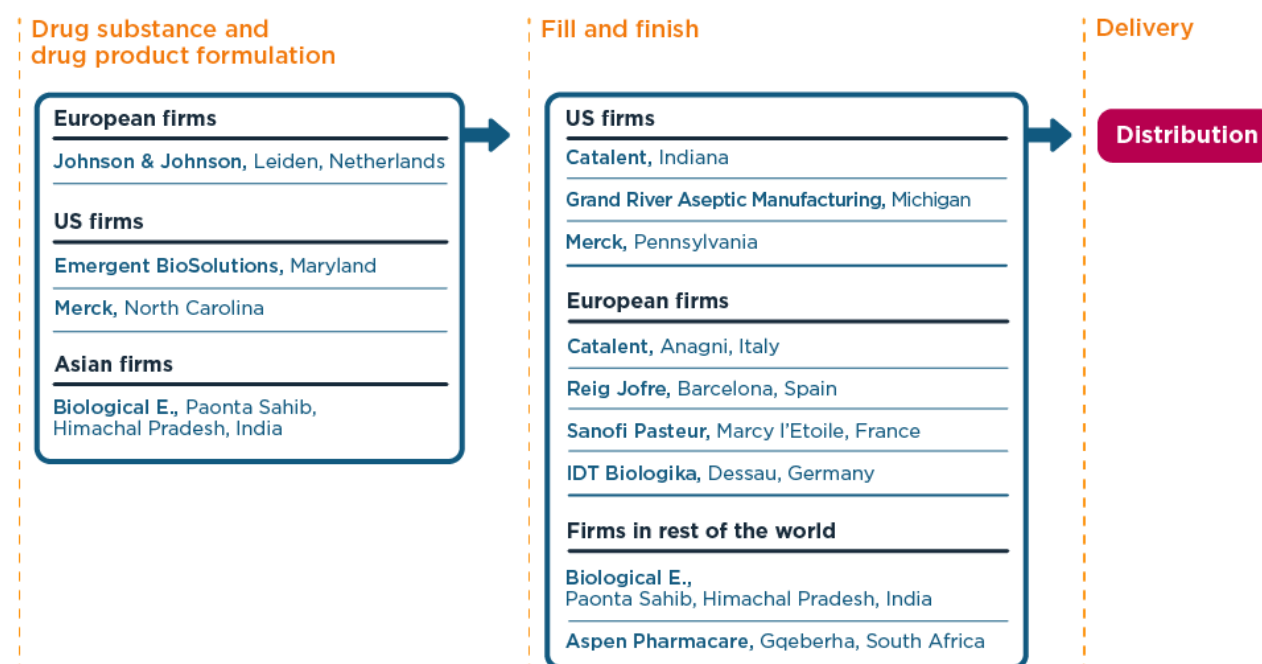 Drug substance and
drug product formulation
European firms
Johnson & Johnson, Leiden, Netherlands
US firms
Emergent BioSolutions, Maryland
Merck, North Carolina
Asian firms
Biological E., Paonta Sahib,
Himachal Pradesh, India
Fill and finish
US firms
Catalent, Indiana
Grand River Aseptic Manufacturing, Michigan
Merck, Pennsylvania
European firms
Catalent, Anagni, Italy
Reig Jofre, Barcelona, Spain
Sanofi Pasteur, Marcy l'Etoile, France
IDT Biologika, Dessau, Germany
Firms in rest of the world
Biological E.,
Paonta Sahib, Himachal Pradesh, India
Aspen Pharmacare, Gqeberha, South Africa
Delivery
Distribution